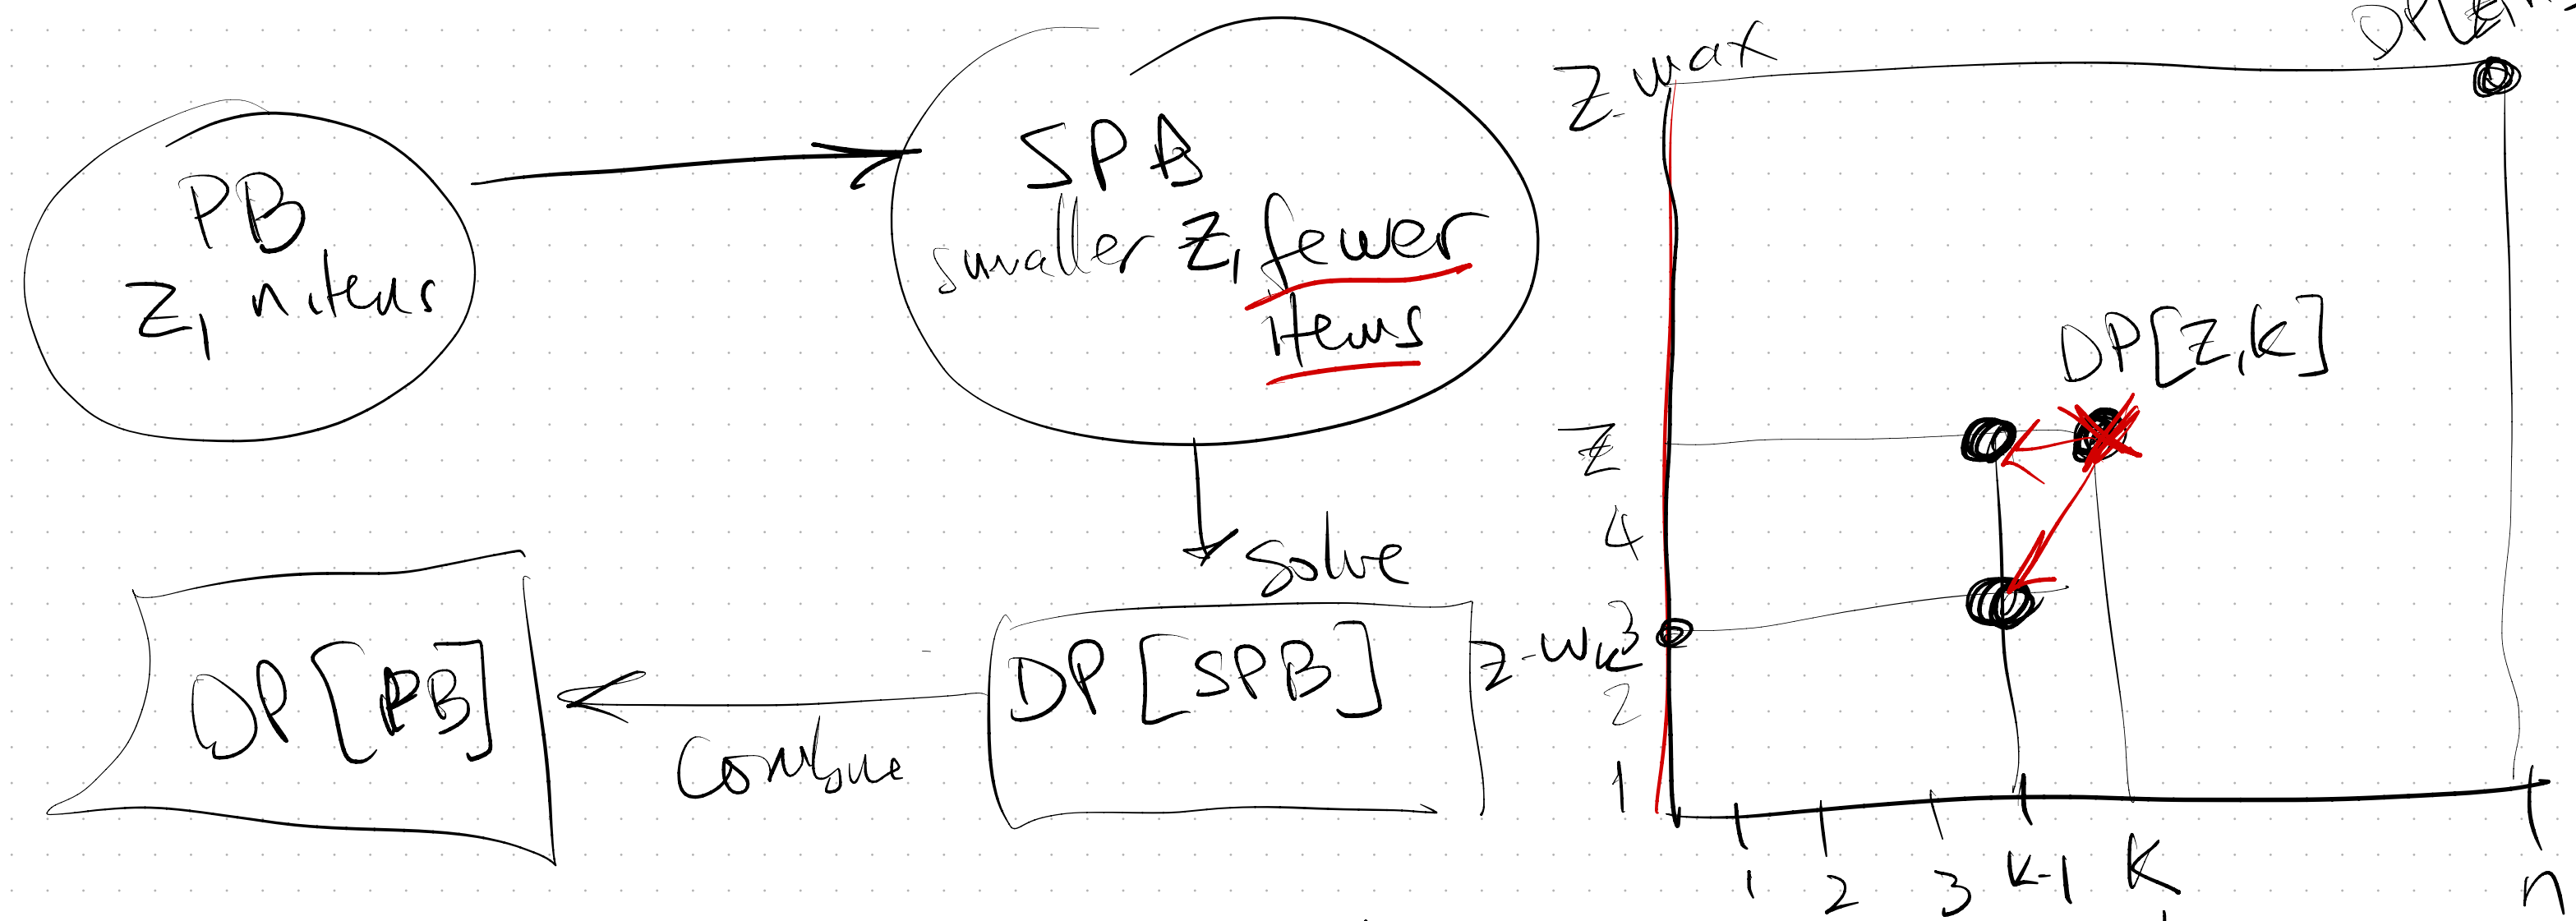 PB
Z, n items
SPB
smaller Z, fewer
items
solve
DP[SPB]
combine
DP[PB]
Z max
DP[Z,K]
Z
4
3
Z-Wk
2
1
1 2 3 K-1 K n